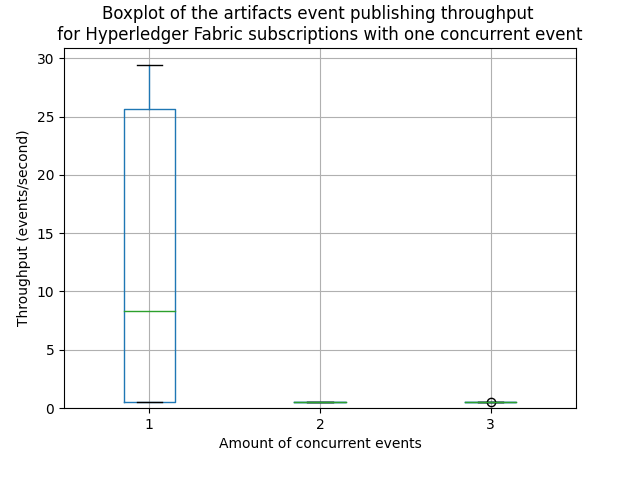 Boxplot of the artifacts event publishing throughput
for Hyperledger Fabric subscriptions with one concurrent event
Throughput (events/second)
30
25
20
15
10
5
0
1 2 3
Amount of concurrent events